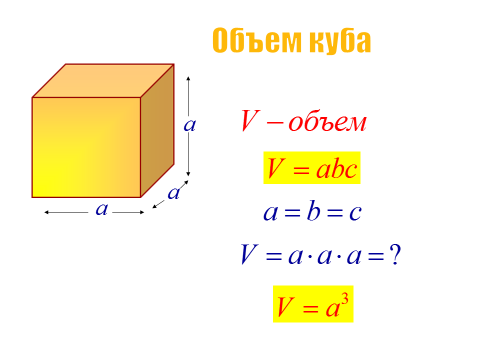 Объем куба
a
a
a
V – объем
V = abc
a = b = c
V = a · a · a = ?
V = a³